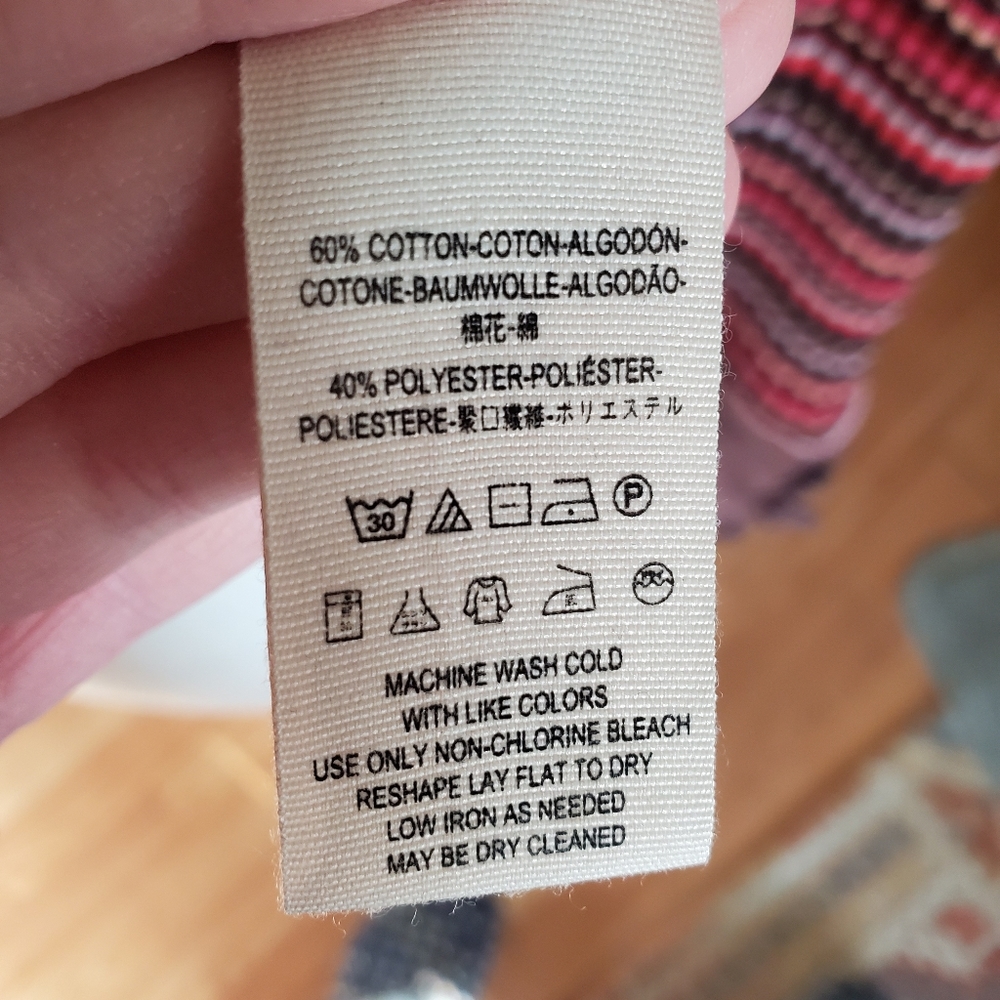 60% COTTON-COTON-ALGODÓN-
COTONE-BAUMWOLLE-ALGODÃO-
棉花-綿
40% POLYESTER-POLIÉSTER-
POLIESTERE-聚囗纖維-ポリエステル
30
P
MACHINE WASH COLD
WITH LIKE COLORS
USE ONLY NON-CHLORINE BLEACH
RESHAPE LAY FLAT TO DRY
LOW IRON AS NEEDED
MAY BE DRY CLEANED